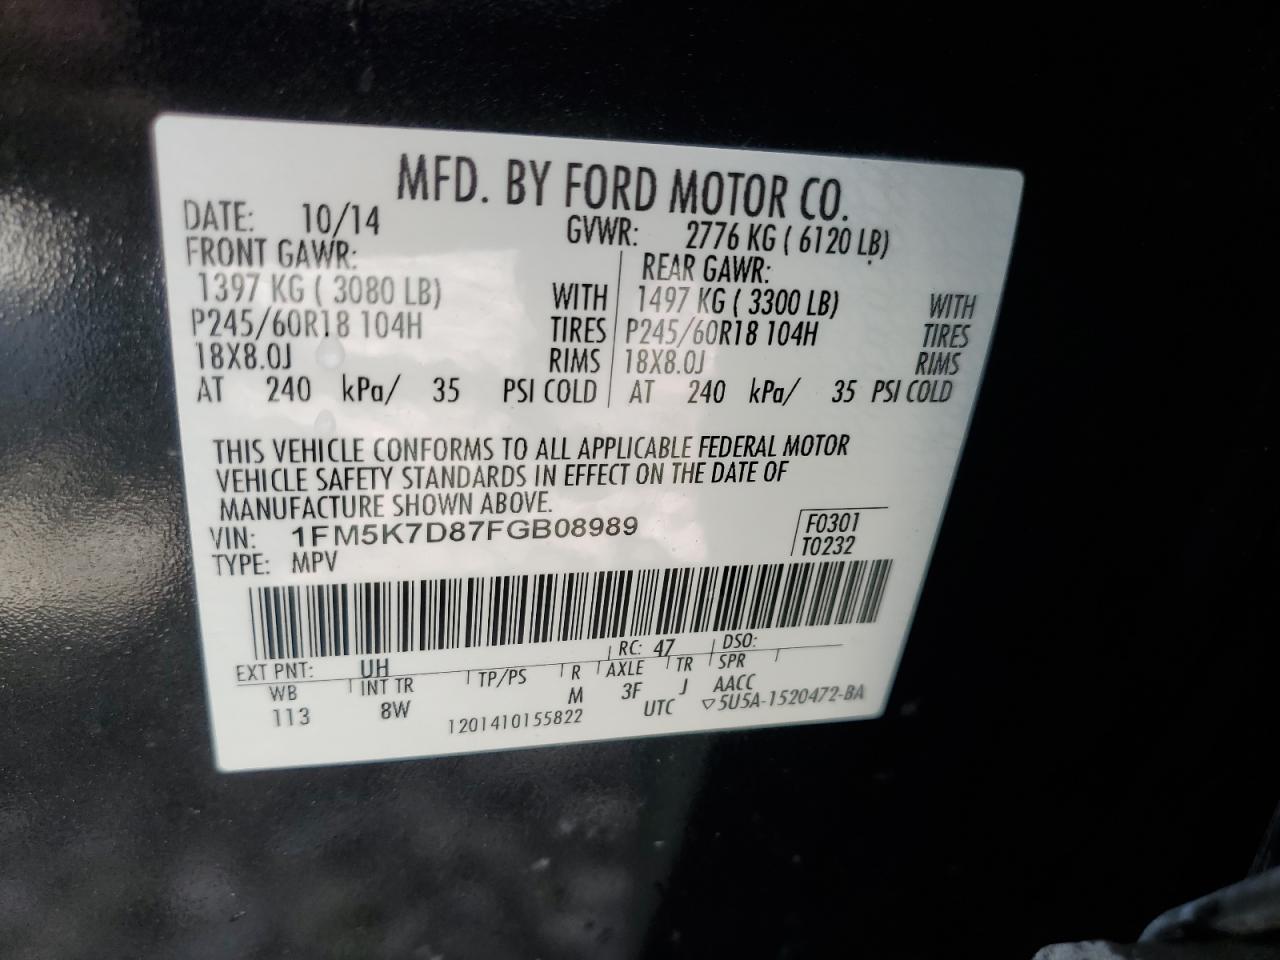 MFD. BY FORD MOTOR CO.
DATE: 10/14 GVWR: 2776 KG ( 6120 LB)
FRONT GAWR: REAR GAWR:
1397 KG ( 3080 LB) WITH 1497 KG ( 3300 LB) WITH
P245/60R18 104H TIRES P245/60R18 104H TIRES
18X8.0J RIMS 18X8.0J RIMS
AT 240 kPa/ 35 PSI COLD AT 240 kPa/ 35 PSI COLD
THIS VEHICLE CONFORMS TO ALL APPLICABLE FEDERAL MOTOR
VEHICLE SAFETY STANDARDS IN EFFECT ON THE DATE OF
MANUFACTURE SHOWN ABOVE.
VIN: 1FM5K7D87FGB08989 F0301
TYPE: MPV T0232
EXT PNT: UH RC: 47 DSO:
WB INT TR TP/PS R AXLE TR SPR
113 8W M 3F J AACC
1201410155822 UTC ▽5U5A-1520472-BA